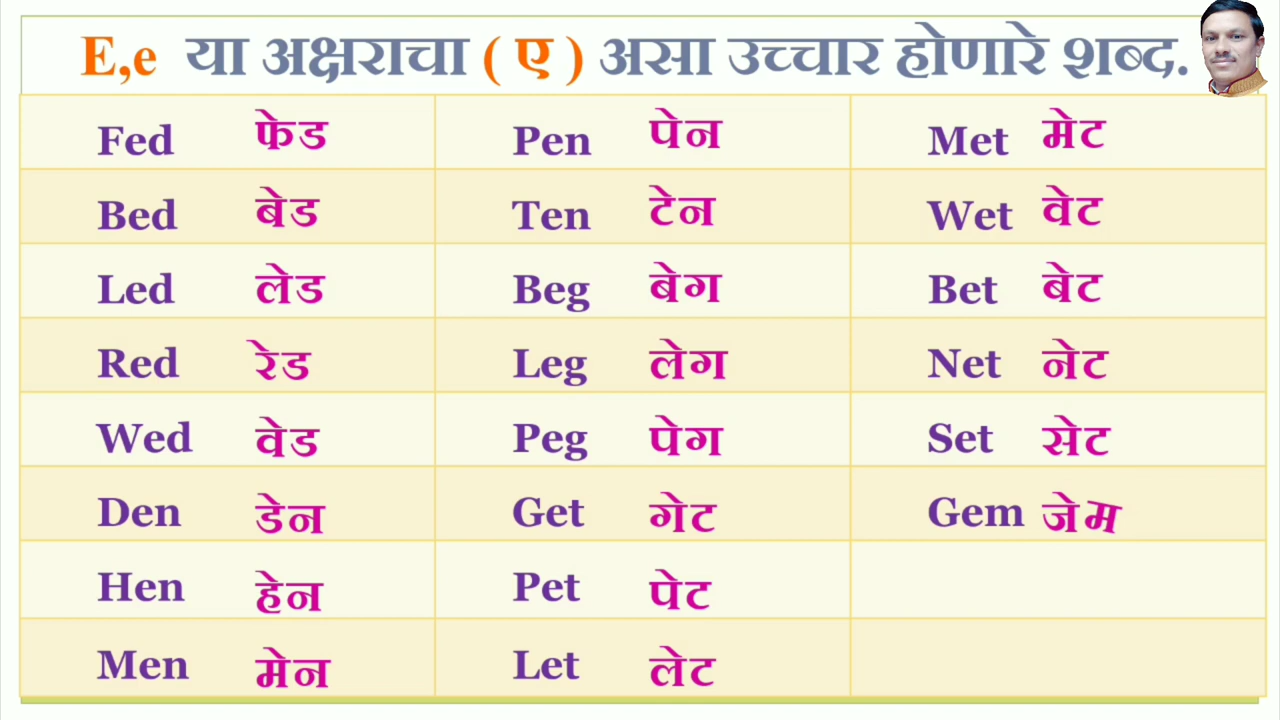 E,e या अक्षराचा ( ए ) असा उच्चार होणारे शब्द.
Fed फेड Pen पेन Met मेट
Bed बेड Ten टेन Wet वेट
Led लेड Beg बेग Bet बेट
Red रेड Leg लेग Net नेट
Wed वेड Peg पेग Set सेट
Den डेन Get गेट Gem जेम
Hen हेन Pet पेट
Men मेन Let लेट